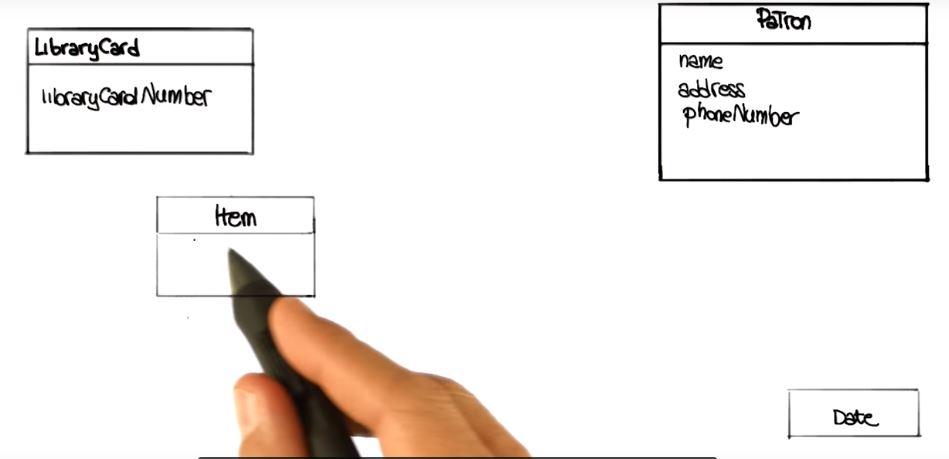 LibraryCard
libraryCardNumber
Patron
name
address
phoneNumber
Item
Date